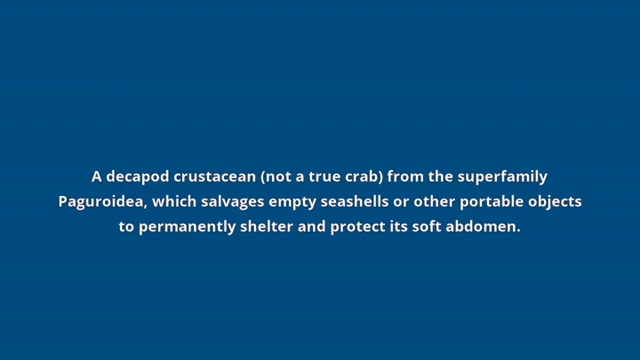 A decapod crustacean (not a true crab) from the superfamily
Paguroidea, which salvages empty seashells or other portable objects
to permanently shelter and protect its soft abdomen.